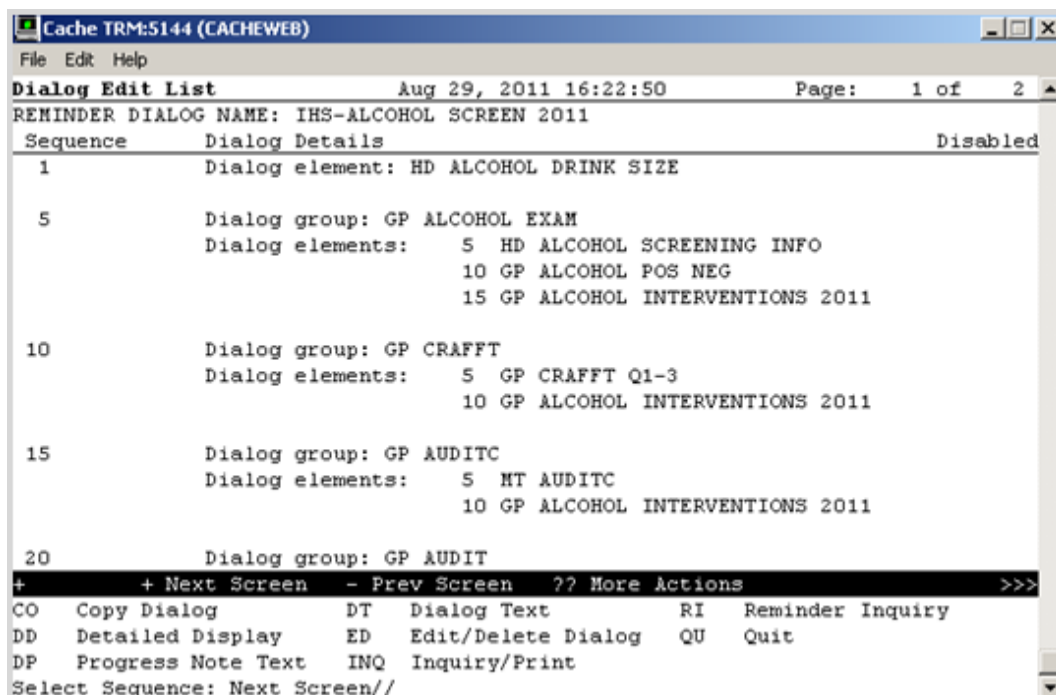 Cache TRM:5144 (CACHEWEB)
File Edit Help
Dialog Edit List Aug 29, 2011 16:22:50 Page: 1 of 2
REMINDER DIALOG NAME: IHS-ALCOHOL SCREEN 2011
Sequence Dialog Details Disabled
1 Dialog element: HD ALCOHOL DRINK SIZE
5 Dialog group: GP ALCOHOL EXAM
Dialog elements: 5 HD ALCOHOL SCREENING INFO
10 GP ALCOHOL POS NEG
15 GP ALCOHOL INTERVENTIONS 2011
10 Dialog group: GP CRAFFT
Dialog elements: 5 GP CRAFFT Q1-3
10 GP ALCOHOL INTERVENTIONS 2011
15 Dialog group: GP AUDITC
Dialog elements: 5 MT AUDITC
10 GP ALCOHOL INTERVENTIONS 2011
20 Dialog group: GP AUDIT
+ + Next Screen - Prev Screen ?? More Actions >>>
CO Copy Dialog DT Dialog Text RI Reminder Inquiry
DD Detailed Display ED Edit/Delete Dialog QU Quit
DP Progress Note Text INQ Inquiry/Print
Select Sequence: Next Screen//